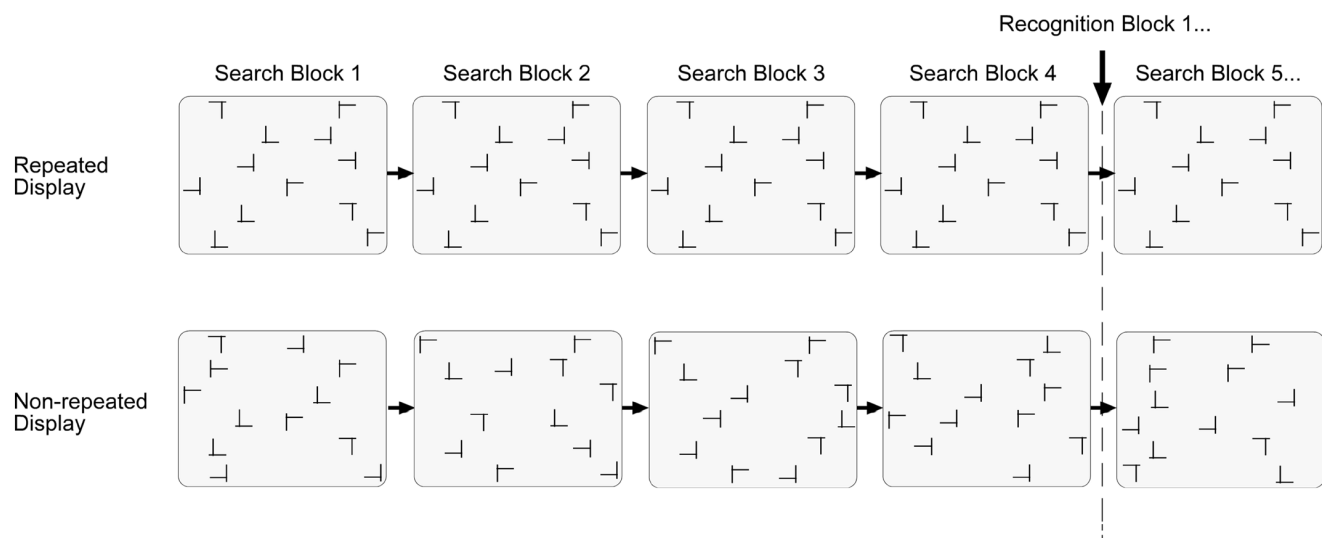 Recognition Block 1...
Search Block 1
Search Block 2
Search Block 3
Search Block 4
Search Block 5...
Repeated
Display
Non-repeated
Display